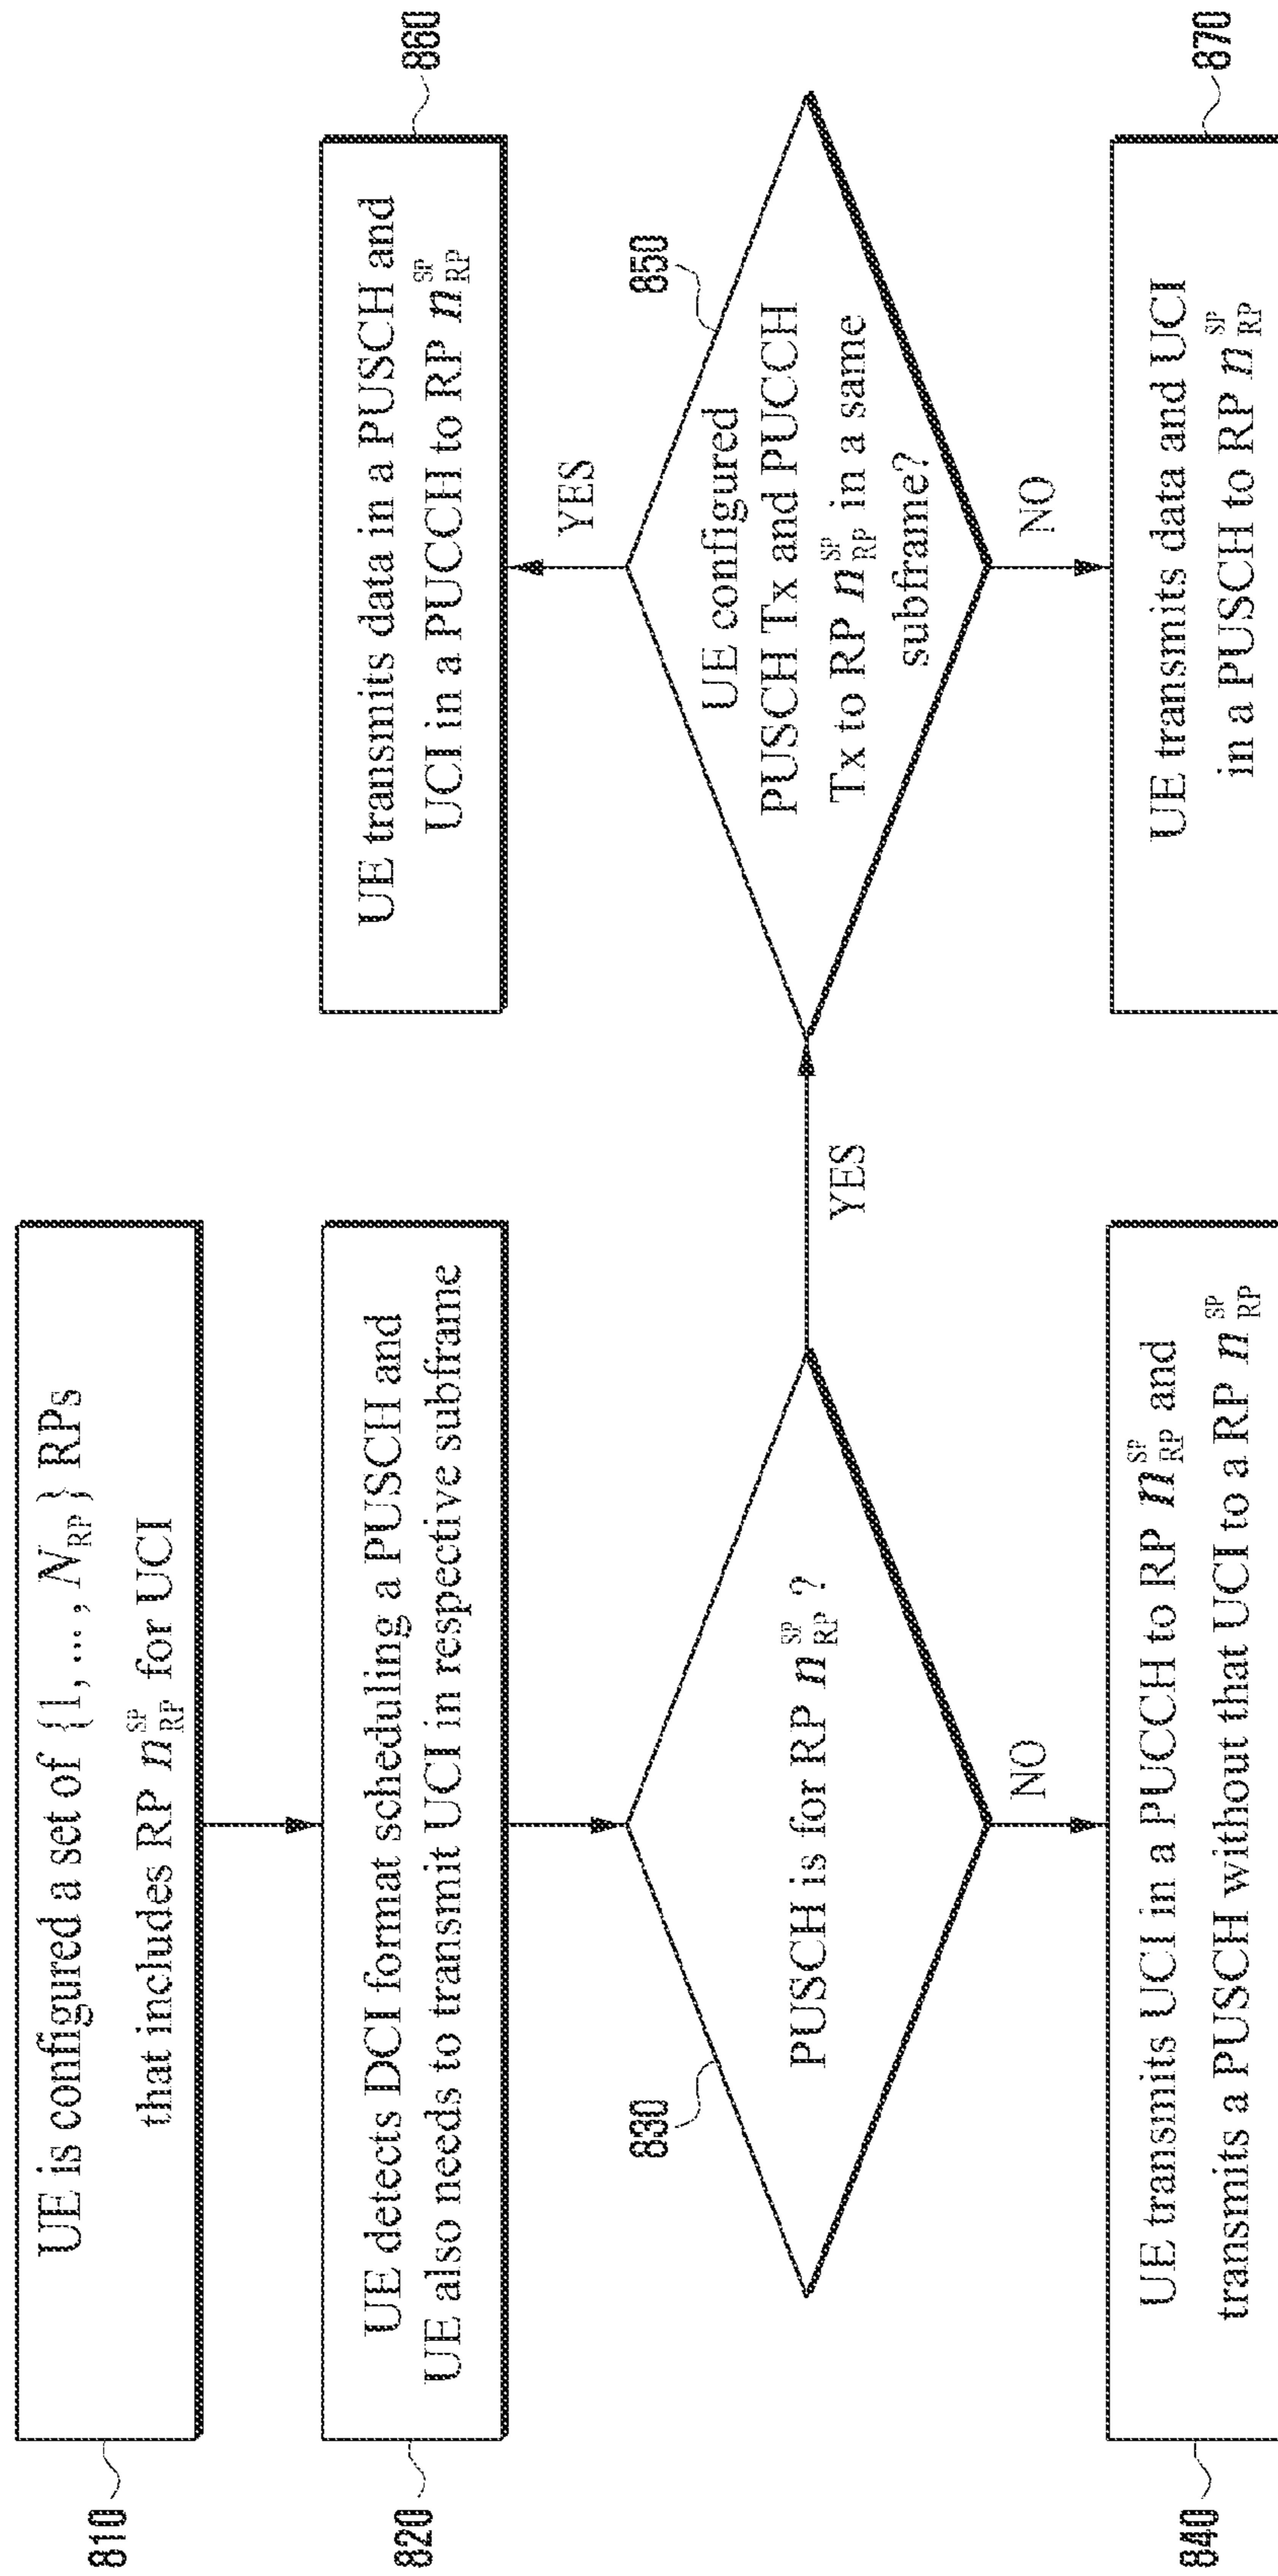 810
UE is configured a set of {1, ... , N_RP} RPs
that includes RP n_RP^SP for UCI
820
UE detects DCI format scheduling a PUSCH and
UE also needs to transmit UCI in respective subframe
830
PUSCH is for RP n_RP^SP ?
YES
NO
840
UE transmits UCI in a PUCCH to RP n_RP^SP and
transmits a PUSCH without that UCI to a RP n_RP^SP
850
UE configured
PUSCH Tx and PUCCH
Tx to RP n_RP^SP in a same
subframe?
YES
NO
860
UE transmits data in a PUSCH and
UCI in a PUCCH to RP n_RP^SP
870
UE transmits data and UCI
in a PUSCH to RP n_RP^SP